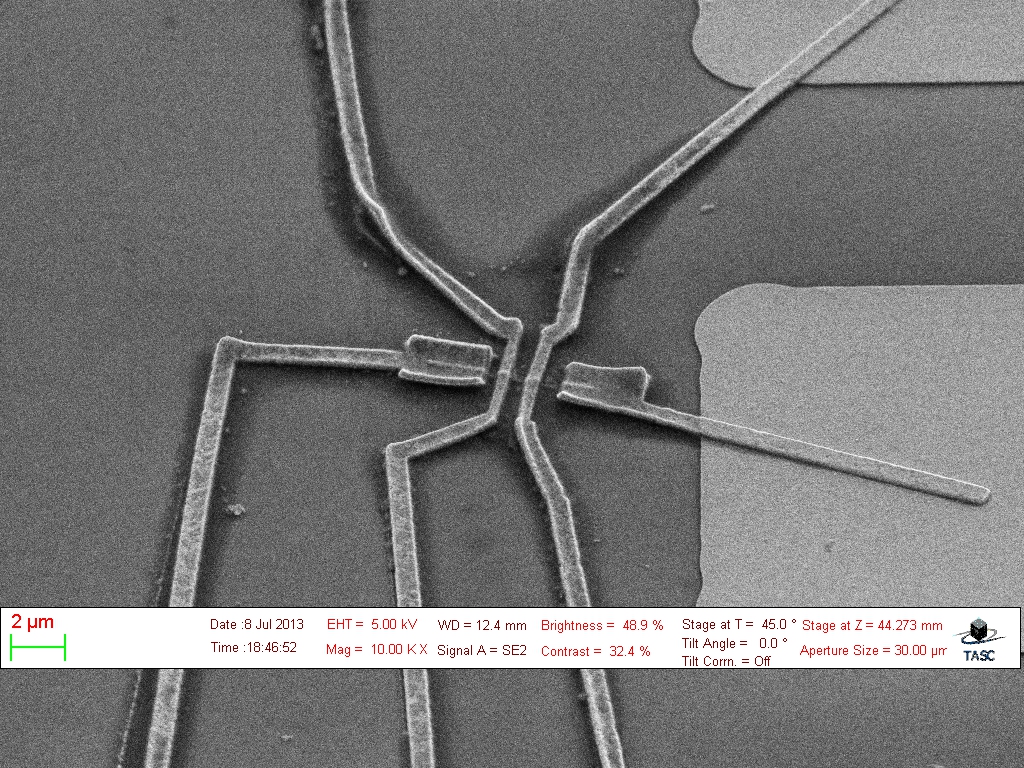 2 µm
Date :8 Jul 2013
Time :18:46:52
EHT = 5.00 kV
Mag = 10.00 K X
WD = 12.4 mm
Signal A = SE2
Brightness = 48.9 %
Contrast = 32.4 %
Stage at T = 45.0 °
Tilt Angle = 0.0 °
Tilt Corrn. = Off
Stage at Z = 44.273 mm
Aperture Size = 30.00 µm
TASC